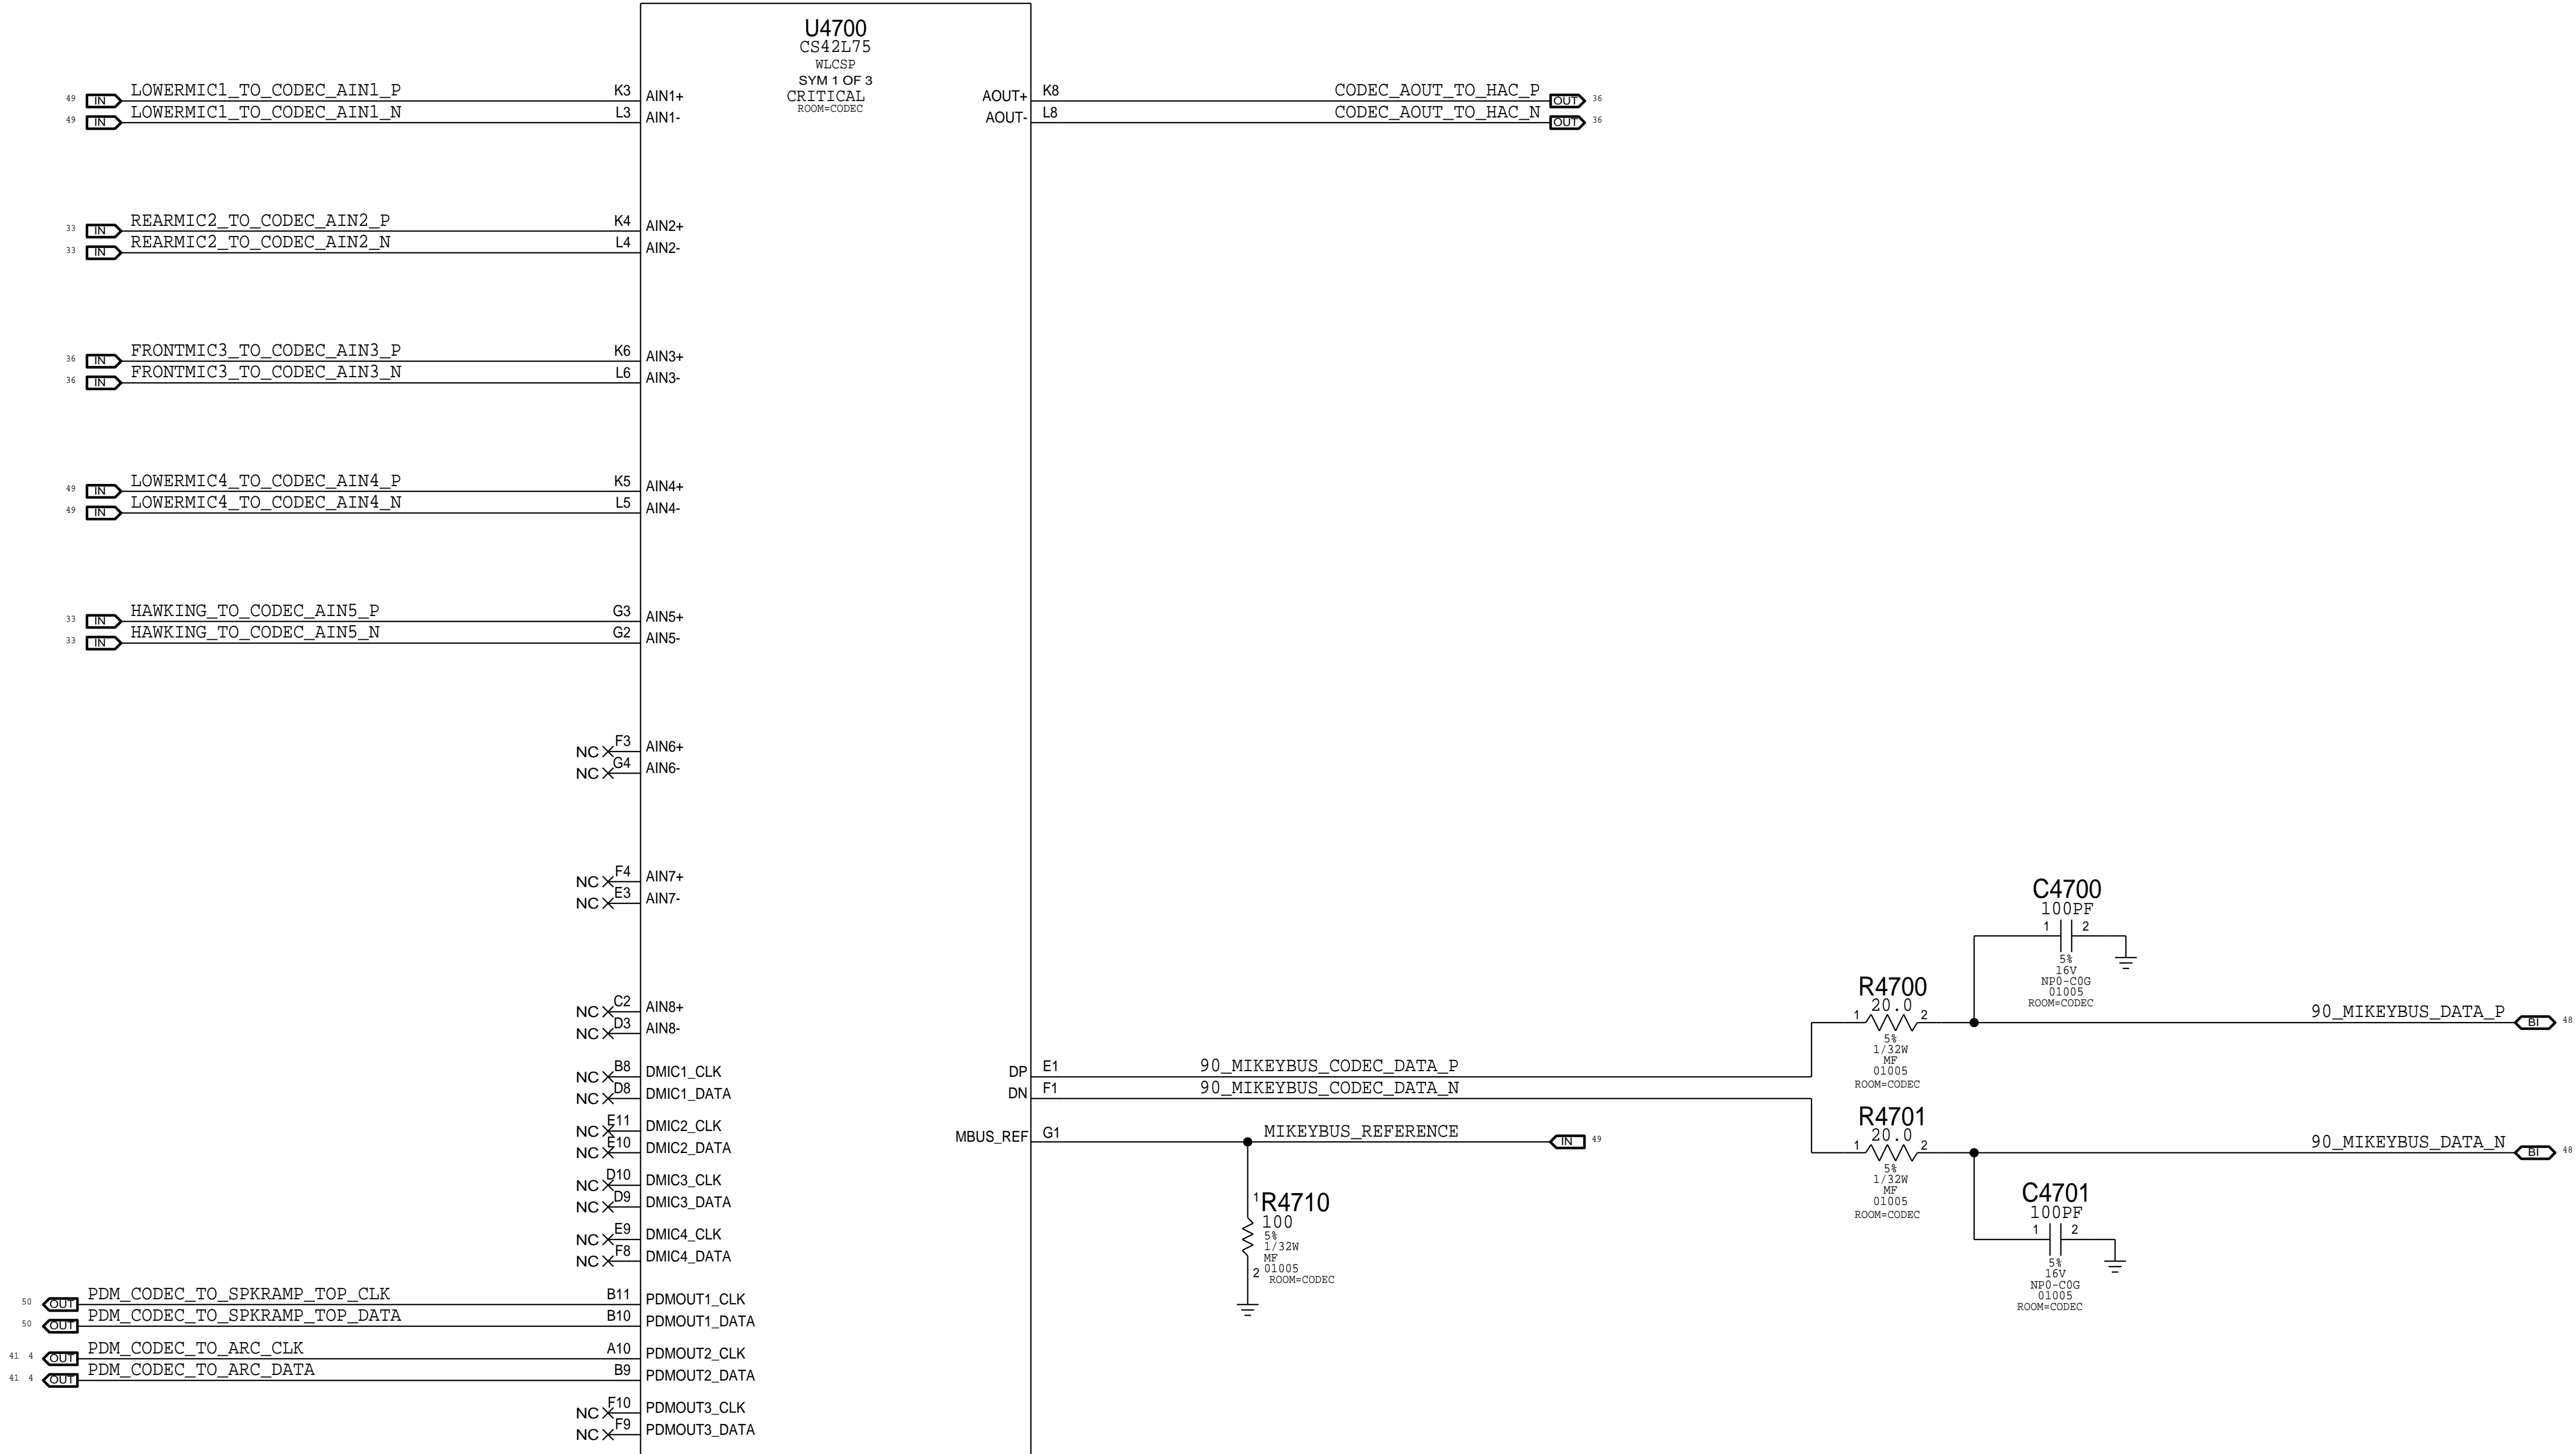 U4700
CS42L75
WLCSP
SYM 1 OF 3
CRITICAL
ROOM=CODEC
49 IN LOWERMIC1_TO_CODEC_AIN1_P K3 AIN1+
49 IN LOWERMIC1_TO_CODEC_AIN1_N L3 AIN1-
AOUT+ K8 CODEC_AOUT_TO_HAC_P OUT 36
AOUT- L8 CODEC_AOUT_TO_HAC_N OUT 36
33 IN REARMIC2_TO_CODEC_AIN2_P K4 AIN2+
33 IN REARMIC2_TO_CODEC_AIN2_N L4 AIN2-
36 IN FRONTMIC3_TO_CODEC_AIN3_P K6 AIN3+
36 IN FRONTMIC3_TO_CODEC_AIN3_N L6 AIN3-
49 IN LOWERMIC4_TO_CODEC_AIN4_P K5 AIN4+
49 IN LOWERMIC4_TO_CODEC_AIN4_N L5 AIN4-
33 IN HAWKING_TO_CODEC_AIN5_P G3 AIN5+
33 IN HAWKING_TO_CODEC_AIN5_N G2 AIN5-
NC F3 AIN6+
NC G4 AIN6-
NC F4 AIN7+
NC E3 AIN7-
NC C2 AIN8+
NC D3 AIN8-
NC B8 DMIC1_CLK
NC D8 DMIC1_DATA
NC E11 DMIC2_CLK
NC E10 DMIC2_DATA
NC D10 DMIC3_CLK
NC D9 DMIC3_DATA
NC E9 DMIC4_CLK
NC F8 DMIC4_DATA
50 OUT PDM_CODEC_TO_SPKRAMP_TOP_CLK B11 PDMOUT1_CLK
50 OUT PDM_CODEC_TO_SPKRAMP_TOP_DATA B10 PDMOUT1_DATA
41 4 OUT PDM_CODEC_TO_ARC_CLK A10 PDMOUT2_CLK
41 4 OUT PDM_CODEC_TO_ARC_DATA B9 PDMOUT2_DATA
NC F10 PDMOUT3_CLK
NC F9 PDMOUT3_DATA
DP E1 90_MIKEYBUS_CODEC_DATA_P
DN F1 90_MIKEYBUS_CODEC_DATA_N
MBUS_REF G1 MIKEYBUS_REFERENCE IN 49
1 R4710
100
5%
1/32W
MF
2 01005
ROOM=CODEC
C4700
100PF
1 2
5%
16V
NP0-C0G
01005
ROOM=CODEC
R4700
20.0
1 2
5%
1/32W
MF
01005
ROOM=CODEC
90_MIKEYBUS_DATA_P BI 48
R4701
20.0
1 2
5%
1/32W
MF
01005
ROOM=CODEC
90_MIKEYBUS_DATA_N BI 48
C4701
100PF
1 2
5%
16V
NP0-C0G
01005
ROOM=CODEC